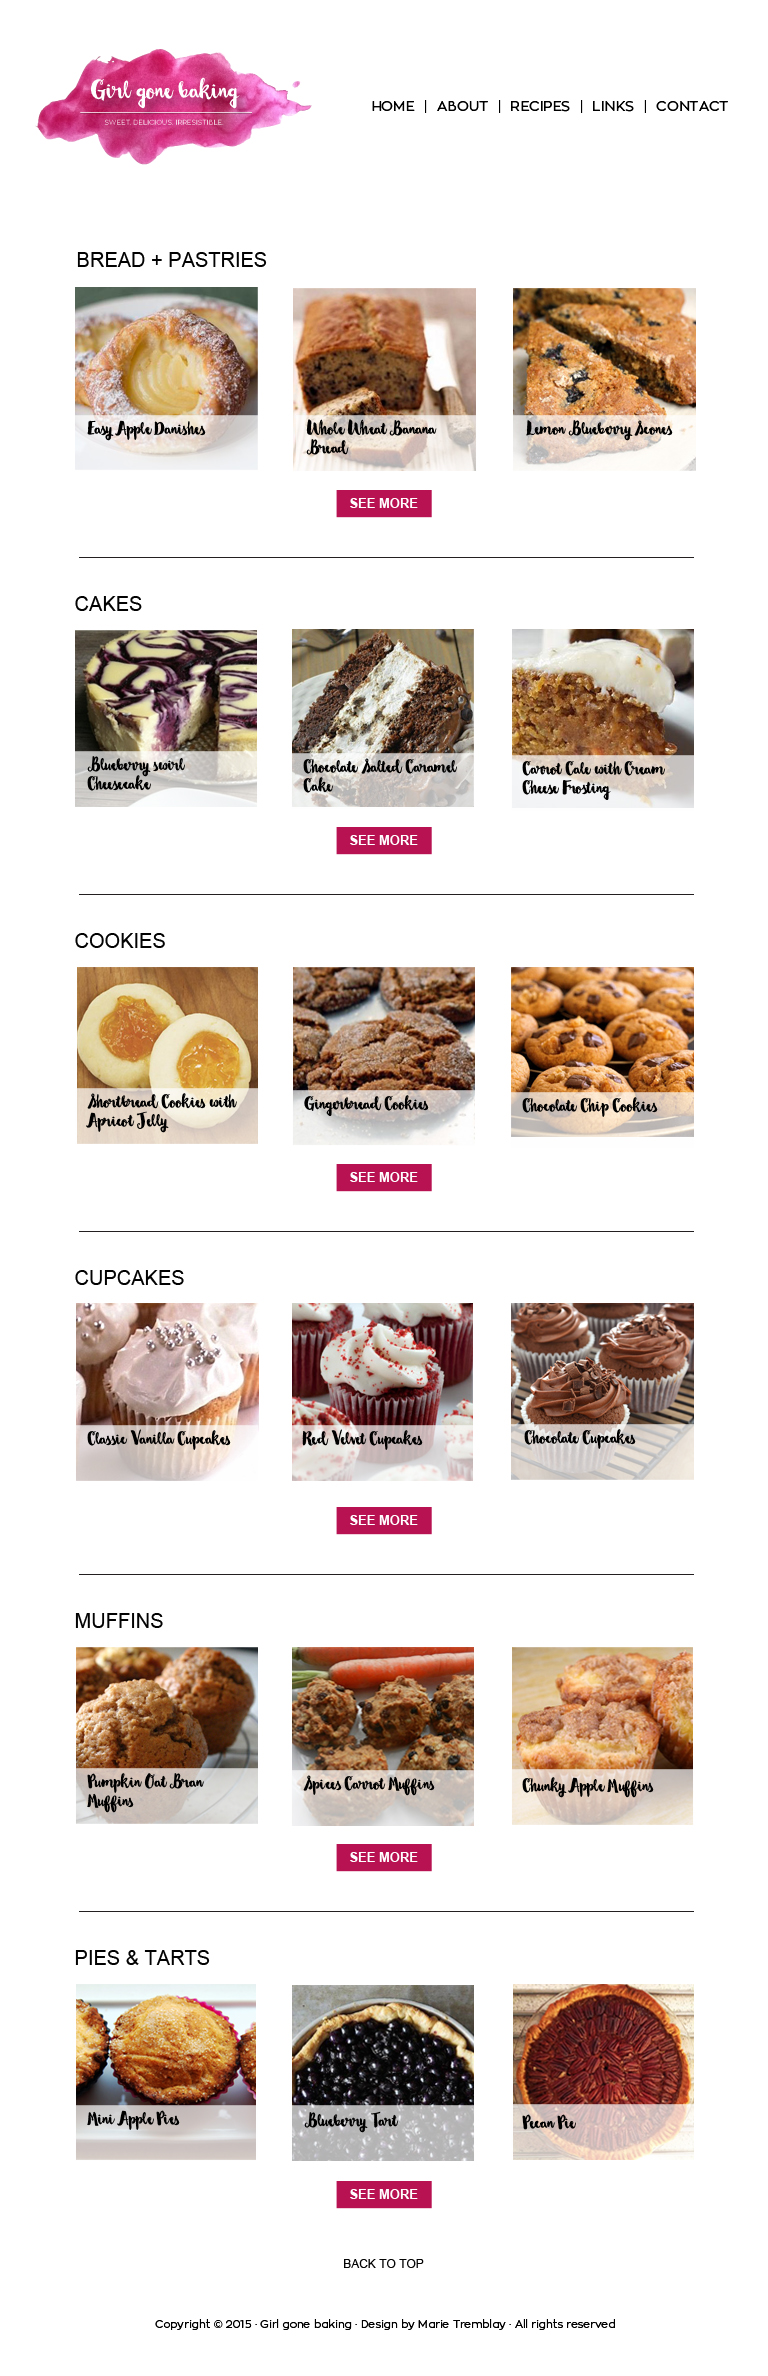 Girl gone baking
SWEET. DELICIOUS. IRRESISTIBLE.
HOME | ABOUT | RECIPES | LINKS | CONTACT
BREAD + PASTRIES
Easy Apple Danishes
Whole Wheat Banana
Bread
Lemon Blueberry Scones
SEE MORE
CAKES
Blueberry swirl
Cheesecake
Chocolate Salted Caramel
Cake
Carrot Cake with Cream
Cheese Frosting
SEE MORE
COOKIES
Shortbread Cookies with
Apricot Jelly
Gingerbread Cookies
Chocolate Chip Cookies
SEE MORE
CUPCAKES
Classic Vanilla Cupcakes
Red Velvet Cupcakes
Chocolate Cupcakes
SEE MORE
MUFFINS
Pumpkin Oat Bran
Muffins
Spices Carrot Muffins
Chunky Apple Muffins
SEE MORE
PIES & TARTS
Mini Apple Pies
Blueberry Tart
Pecan Pie
SEE MORE
BACK TO TOP
Copyright © 2015 · Girl gone baking · Design by Marie Tremblay · All rights reserved